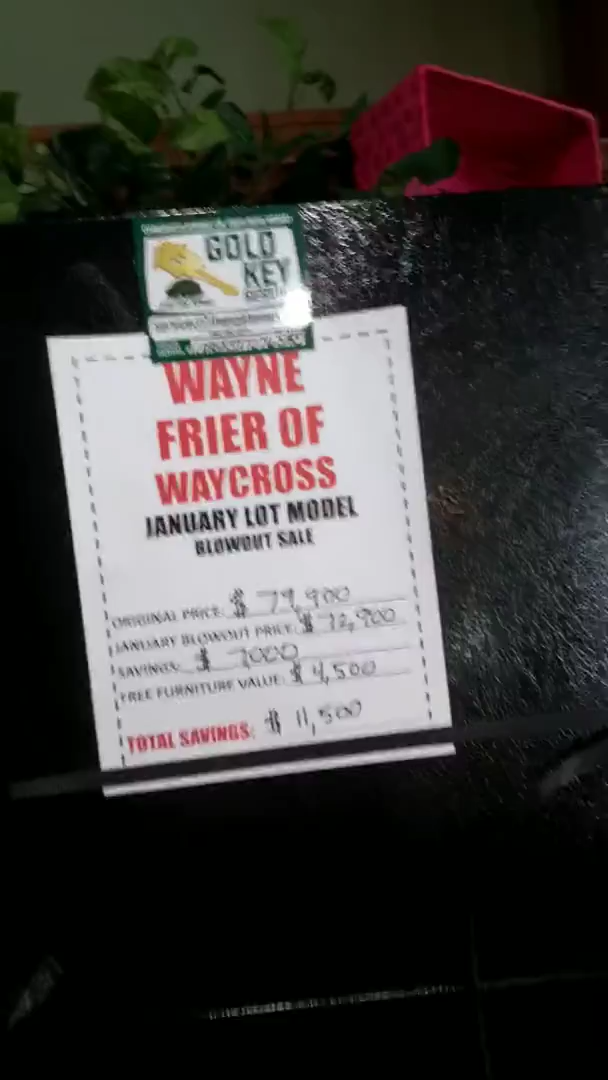 GOLD
KEY
WAYNE
FRIER OF
WAYCROSS
JANUARY LOT MODEL
BLOWOUT SALE
ORIGINAL PRICE: $ 79,900
JANUARY BLOWOUT PRICE: $ 72,900
SAVINGS: $ 7000
FREE FURNITURE VALUE: $ 4,500
TOTAL SAVINGS: $ 11,500